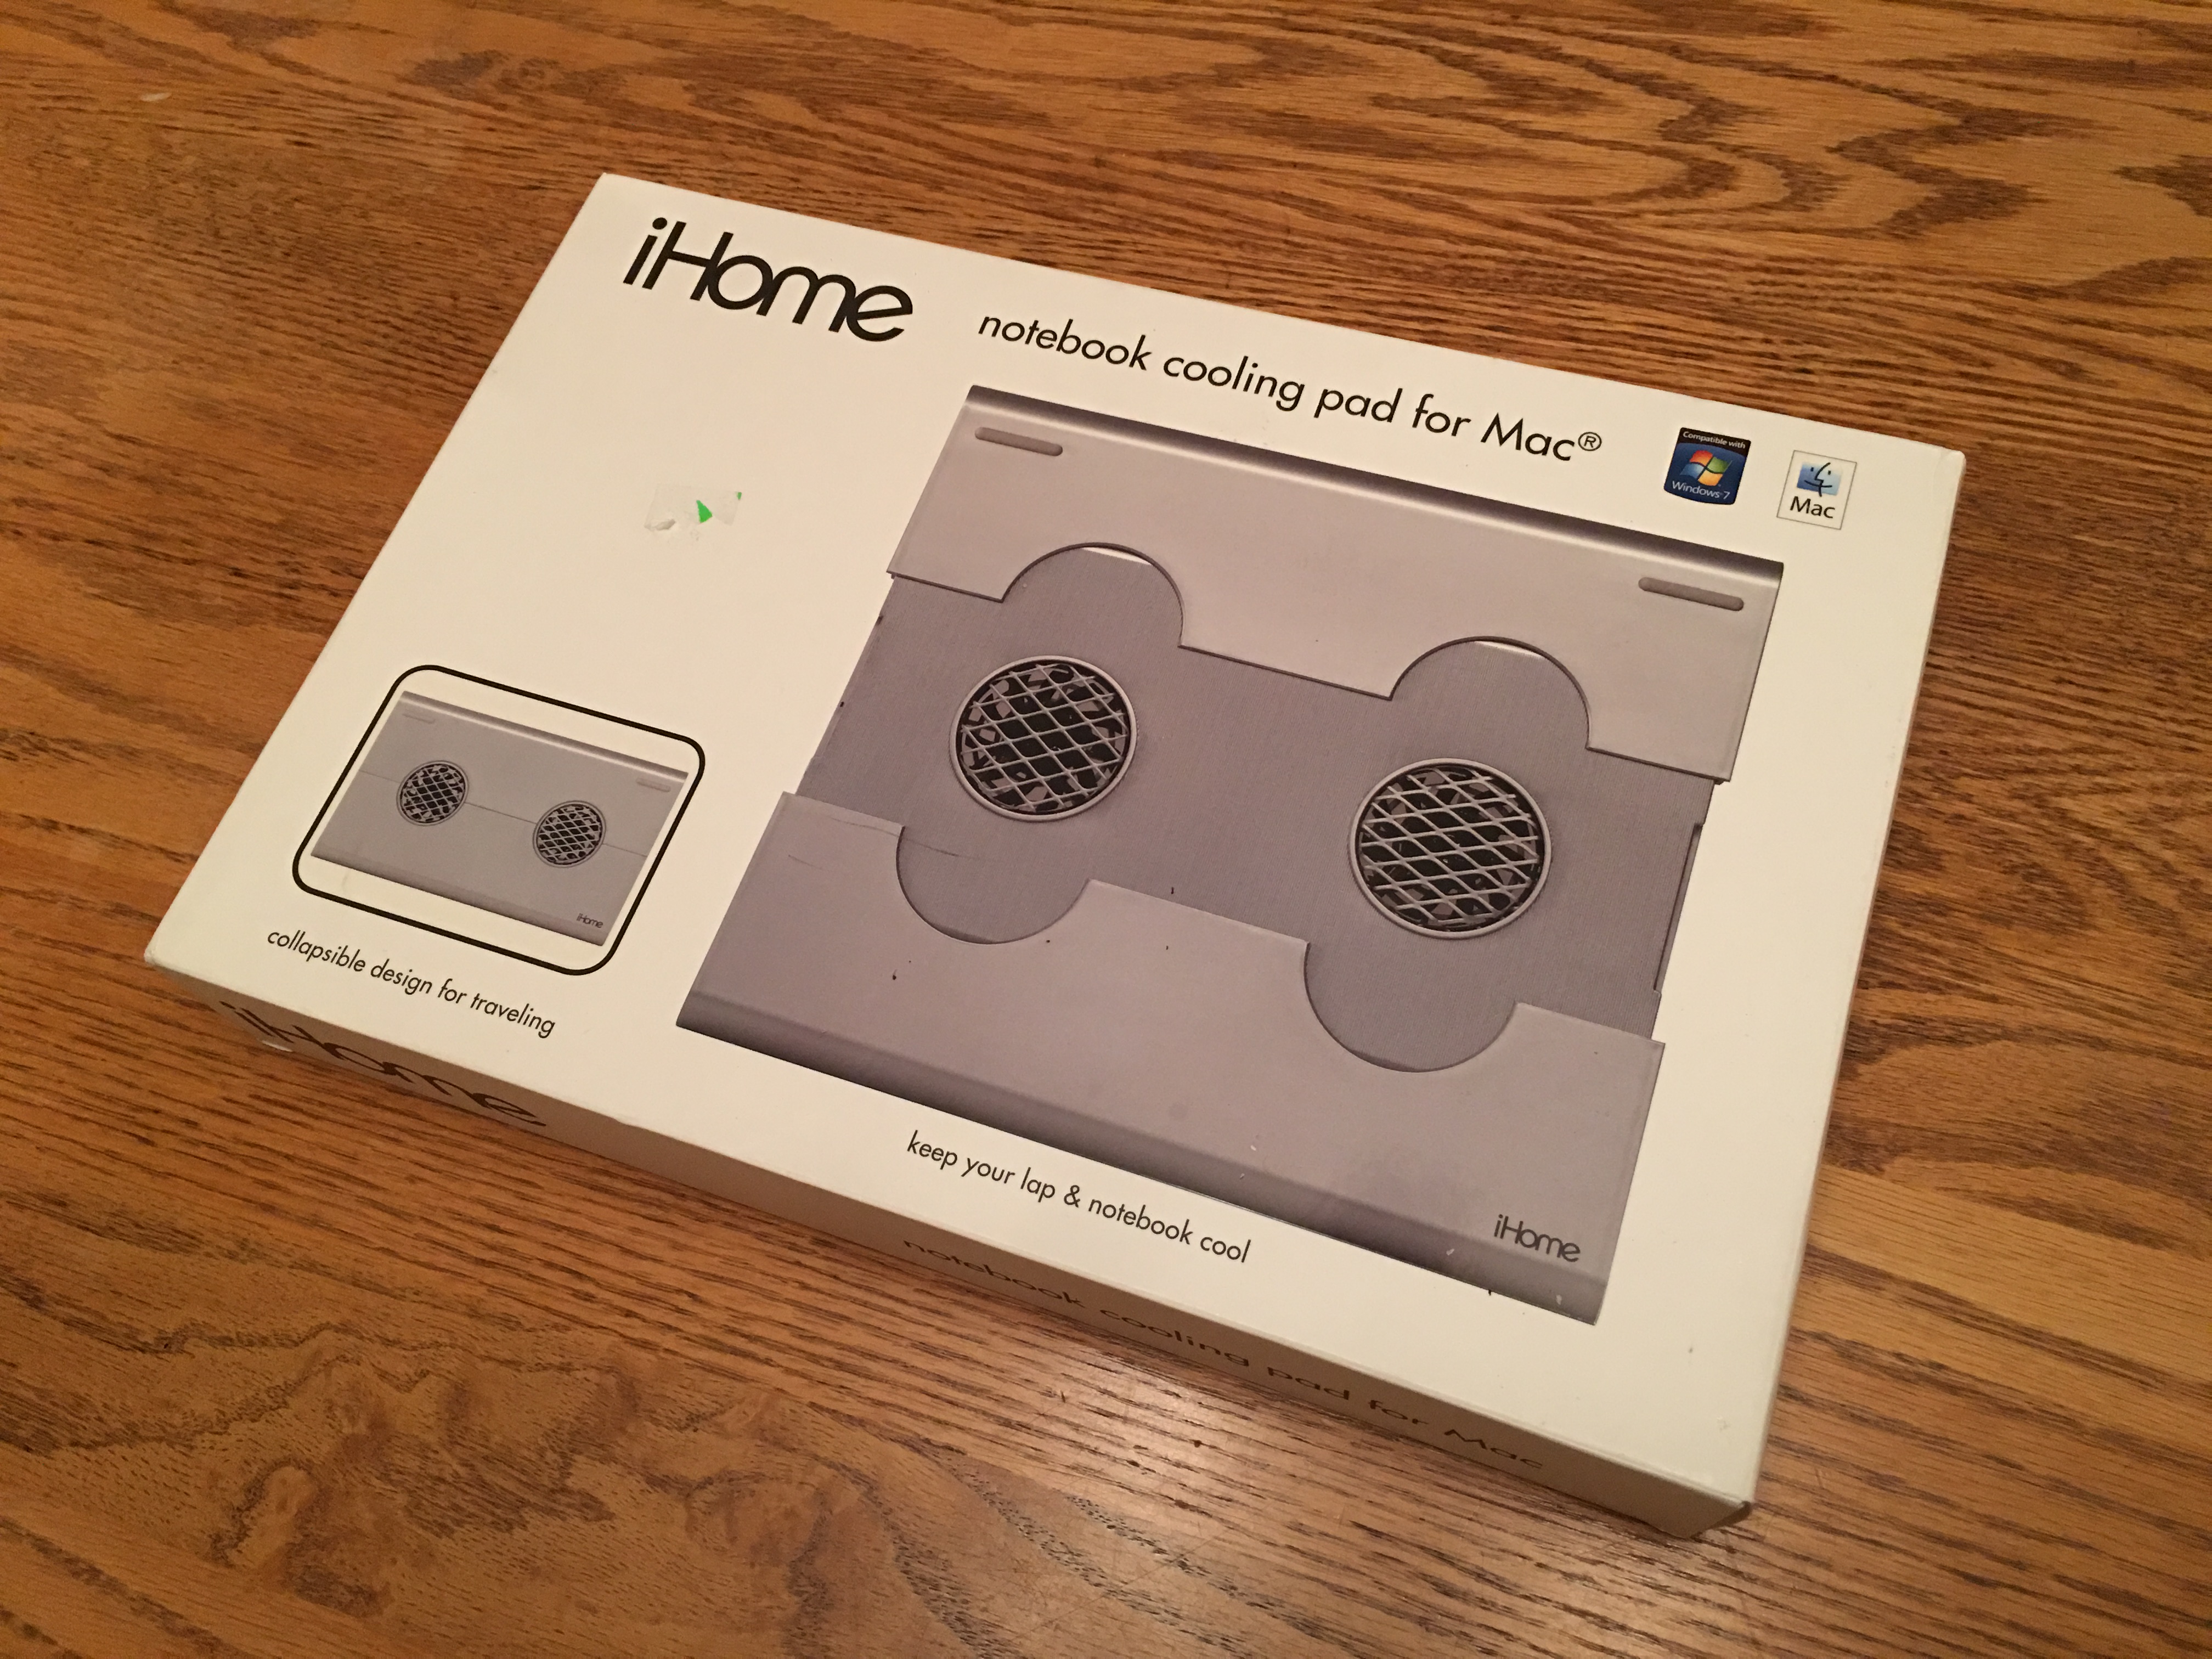 iHome
notebook cooling pad for Mac®
Compatible with
Windows 7
Mac
iHome
collapsible design for traveling
keep your lap & notebook cool
iHome
iHome
notebook cooling pad for Mac